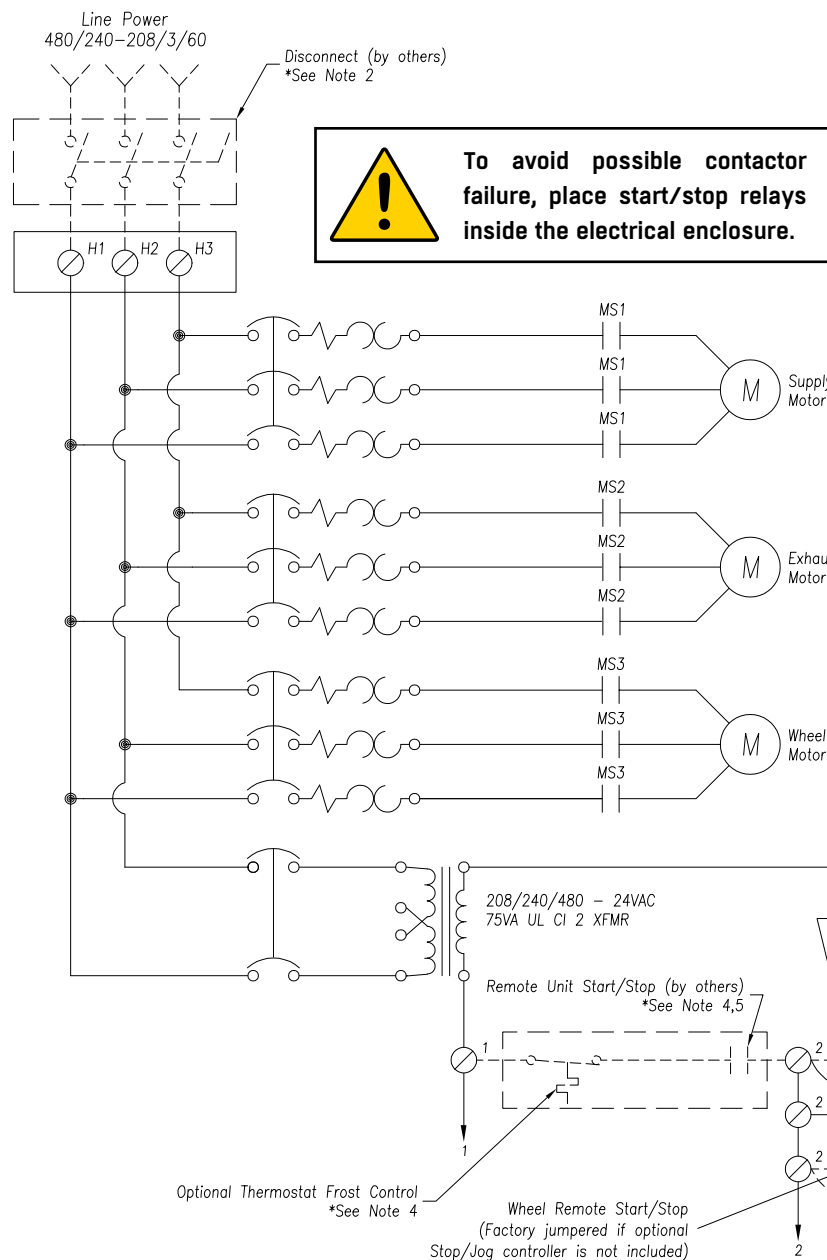 Line Power
480/240-208/3/60
Disconnect (by others)
*See Note 2
To avoid possible contactor
failure, place start/stop relays
inside the electrical enclosure.
H1
H2
H3
MS1
MS1
MS1
M
Motor
MS2
MS2
MS2
M
Motor
MS3
MS3
MS3
M
Wheel
Motor
208/240/480 - 24VAC
75VA UL Cl 2 XFMR
Remote Unit Start/Stop (by others)
*See Note 4,5
1
2
2
2
1
Optional Thermostat Frost Control
*See Note 4
Wheel Remote Start/Stop
(Factory jumpered if optional
Stop/Jog controller is not included)
2